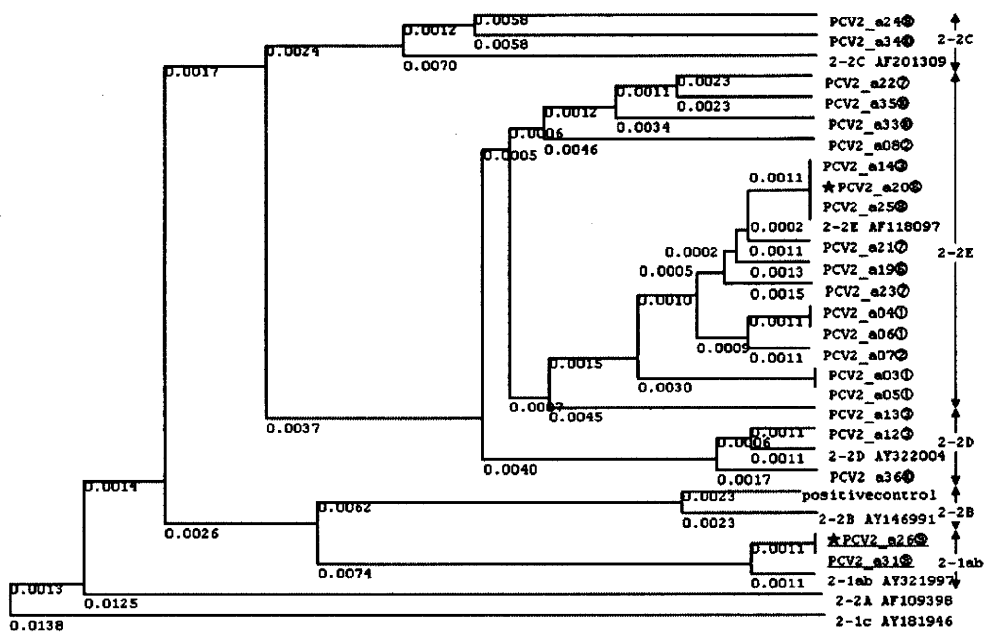 0.0058
PCV2_a24⑧
0.0012
2-2C
0.0058
PCV2_a34⑩
0.0024
0.0070
2-2C AF201309
0.0017
0.0023
PCV2_a22⑦
0.0011
0.0023
PCV2_a35⑩
0.0012
0.0034
PCV2_a33⑩
0.0006
0.0046
PCV2_a08②
0.0005
PCV2_a14③
0.0011
★PCV2_a20⑥
PCV2_a25⑧
0.0002
2-2E AF118097
0.0002
0.0011
PCV2_a21⑦
2-2E
0.0005
0.0013
PCV2_a19⑥
0.0010
0.0015
PCV2_a23⑦
PCV2_a04①
0.0011
PCV2_a06①
0.0009
0.0011
PCV2_a07②
0.0015
0.0030
PCV2_a03①
PCV2_a05①
0.0045
PCV2_a13③
0.0037
0.0011
PCV2_a12③
0.0006
2-2D
0.0011
2-2D AY322004
0.0040
0.0017
PCV2_a36⑩
0.0014
0.0023
positivecontrol
0.0062
2-2B
0.0023
2-2B AY146991
0.0026
★PCV2_a26⑨
0.0011
PCV2_a31⑧
2-1ab
0.0074
0.0011
2-1ab AY321997
0.0013
0.0125
2-2A AF109398
0.0138
2-1c AY181946